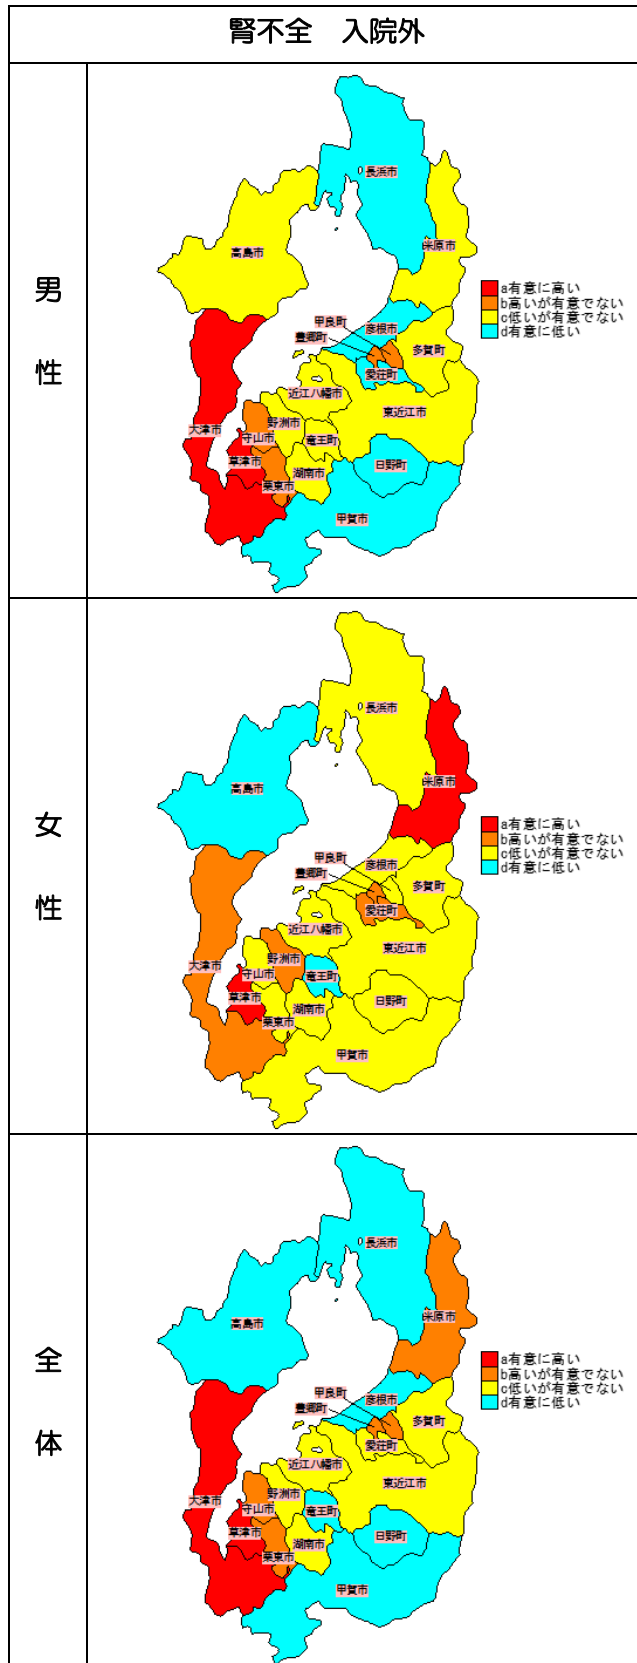 腎不全 入院外
男
性
長浜市
米原市
高島市
a有意に高い
b高いが有意でない
c低いが有意でない
d有意に低い
甲良町
彦根市
豊郷町
多賀町
愛荘町
近江八幡市
東近江市
大津市
守山市
野洲市
竜王町
草津市
日野町
湖南市
栗東市
甲賀市
女
性
長浜市
米原市
高島市
a有意に高い
b高いが有意でない
c低いが有意でない
d有意に低い
甲良町
彦根市
豊郷町
多賀町
愛荘町
近江八幡市
東近江市
大津市
守山市
野洲市
竜王町
草津市
日野町
湖南市
栗東市
甲賀市
全
体
長浜市
米原市
高島市
a有意に高い
b高いが有意でない
c低いが有意でない
d有意に低い
甲良町
彦根市
豊郷町
多賀町
愛荘町
近江八幡市
東近江市
大津市
守山市
野洲市
竜王町
草津市
日野町
湖南市
栗東市
甲賀市